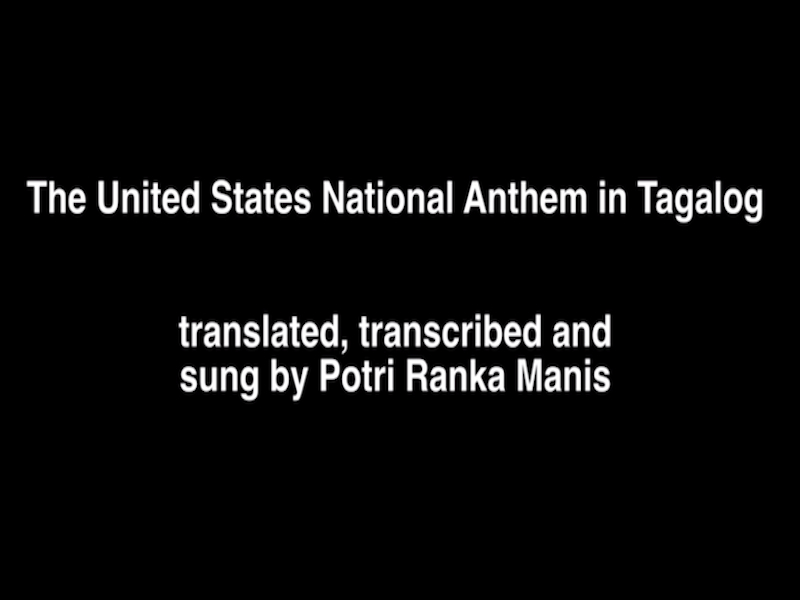 The United States National Anthem in Tagalog
translated, transcribed and
sung by Potri Ranka Manis